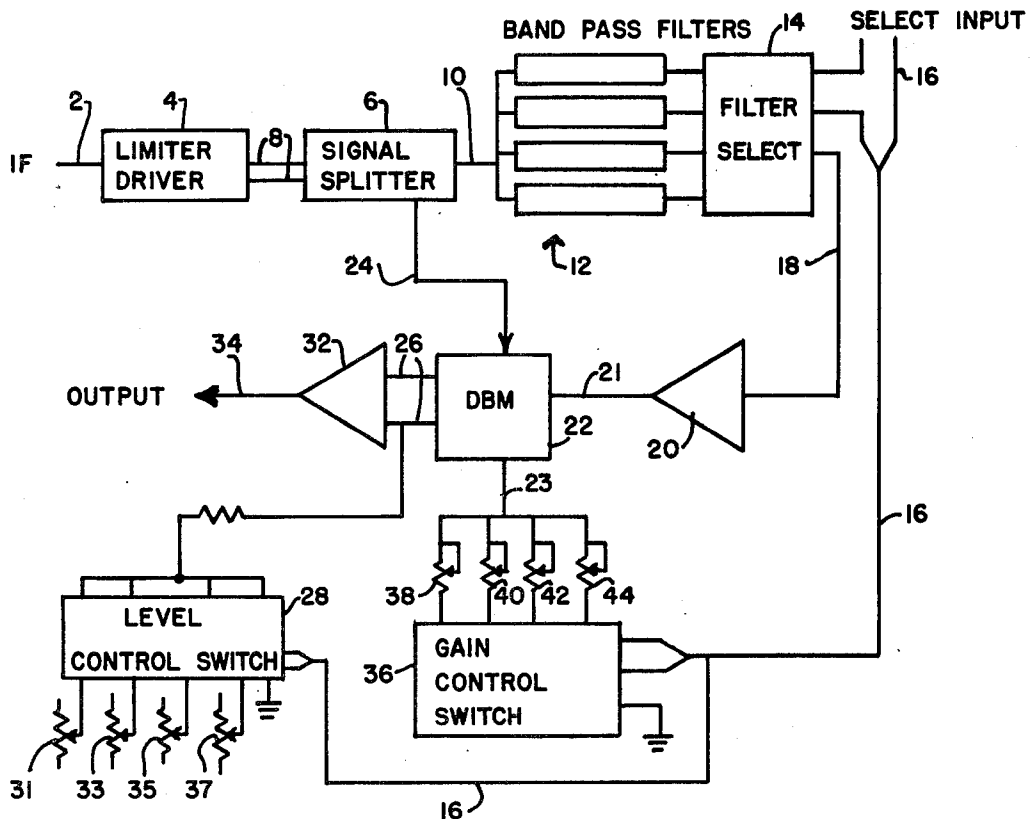 BAND PASS FILTERS
14
SELECT INPUT
16
2
4
8
6
10
IF
LIMITER
DRIVER
SIGNAL
SPLITTER
FILTER
SELECT
24
12
18
34
32
26
OUTPUT
DBM
21
22
20
23
16
38
40
42
44
LEVEL
CONTROL SWITCH
28
36
GAIN
CONTROL
SWITCH
31
33
35
37
16